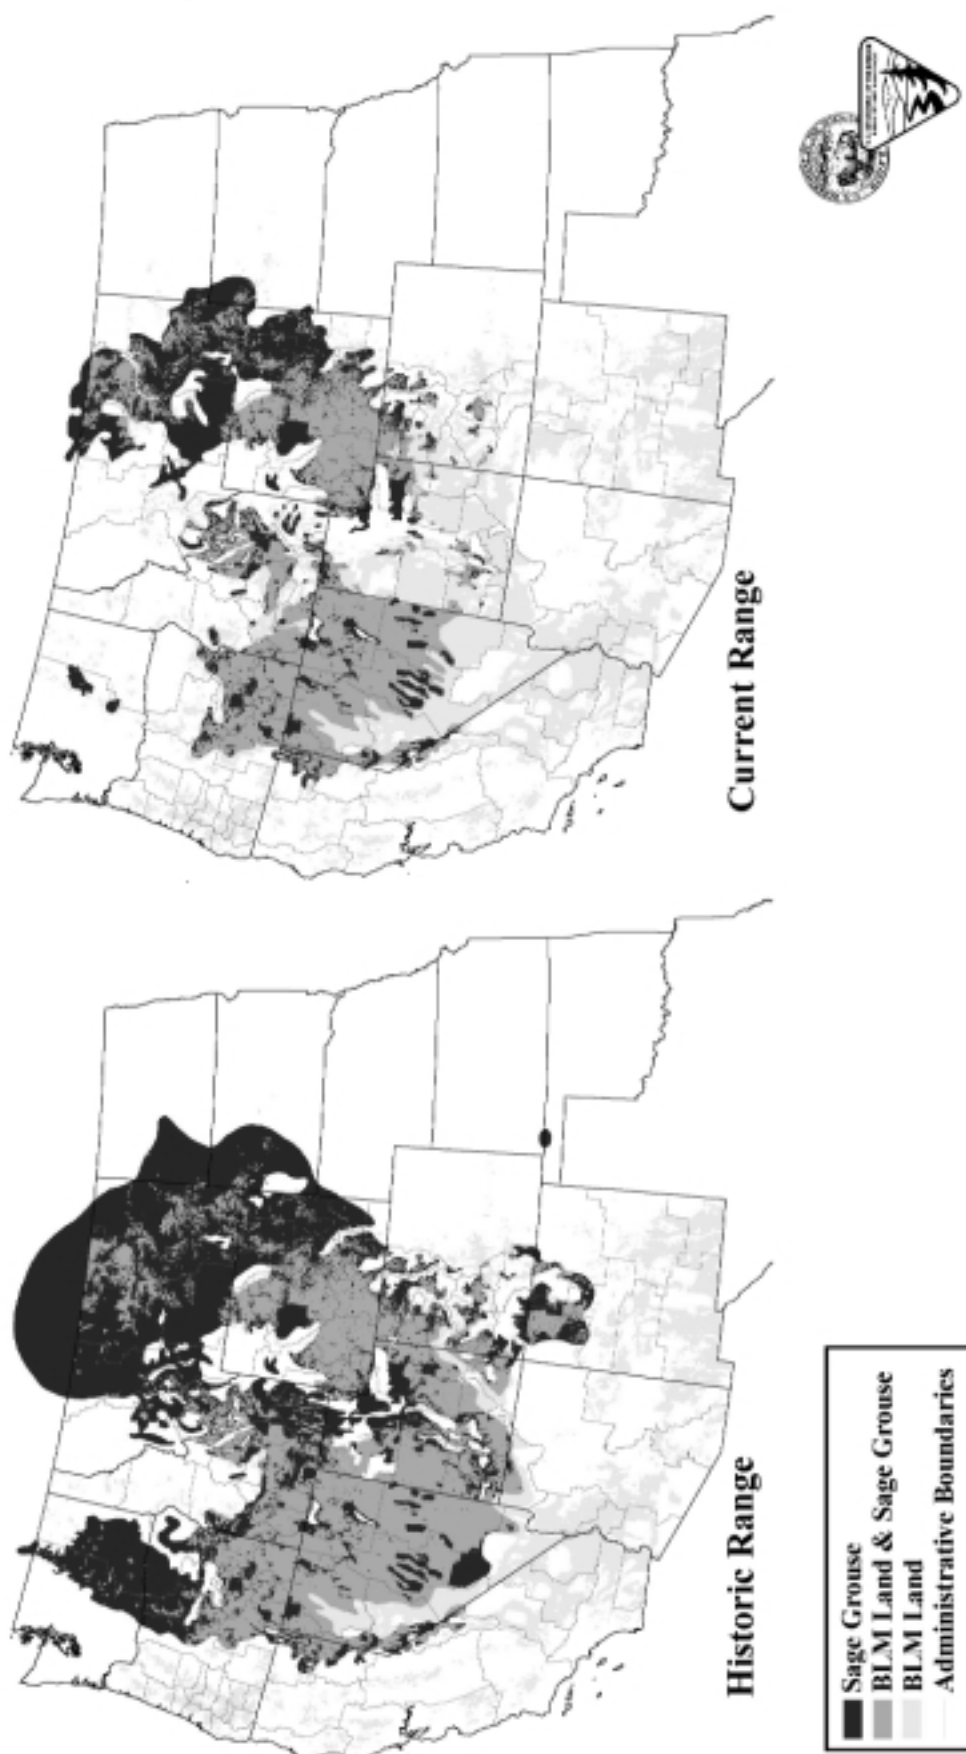 Historic Range
Current Range
Sage Grouse
BLM Land & Sage Grouse
BLM Land
Administrative Boundaries